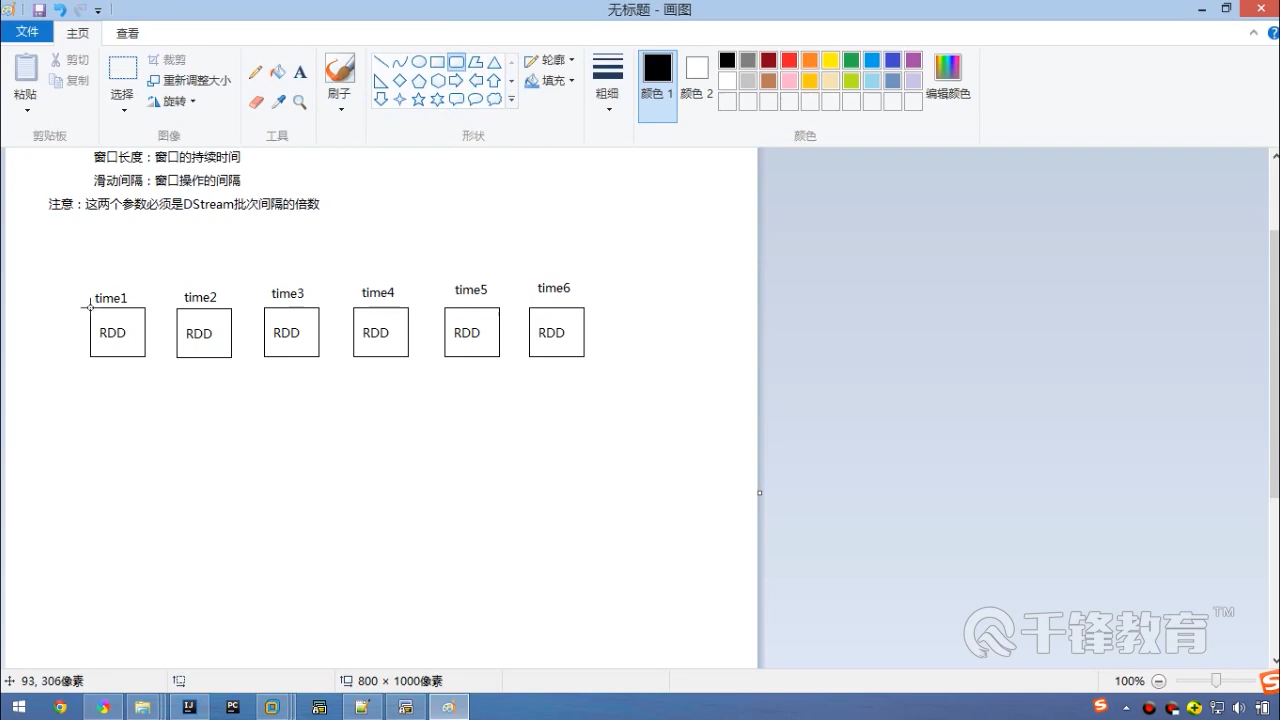 无标题 - 画图
文件 主页 查看
粘贴 剪切 复制
选择 裁剪 重新调整大小 旋转
A
刷子
轮廓 填充
粗细
颜色 1 颜色 2 编辑颜色
剪贴板 图像 工具 形状 颜色
窗口长度：窗口的持续时间
滑动间隔：窗口操作的间隔
注意：这两个参数必须是DStream批次间隔的倍数
time1 time2 time3 time4 time5 time6
RDD RDD RDD RDD RDD RDD
千锋教育 TM
93, 306像素 800 × 1000像素 100%